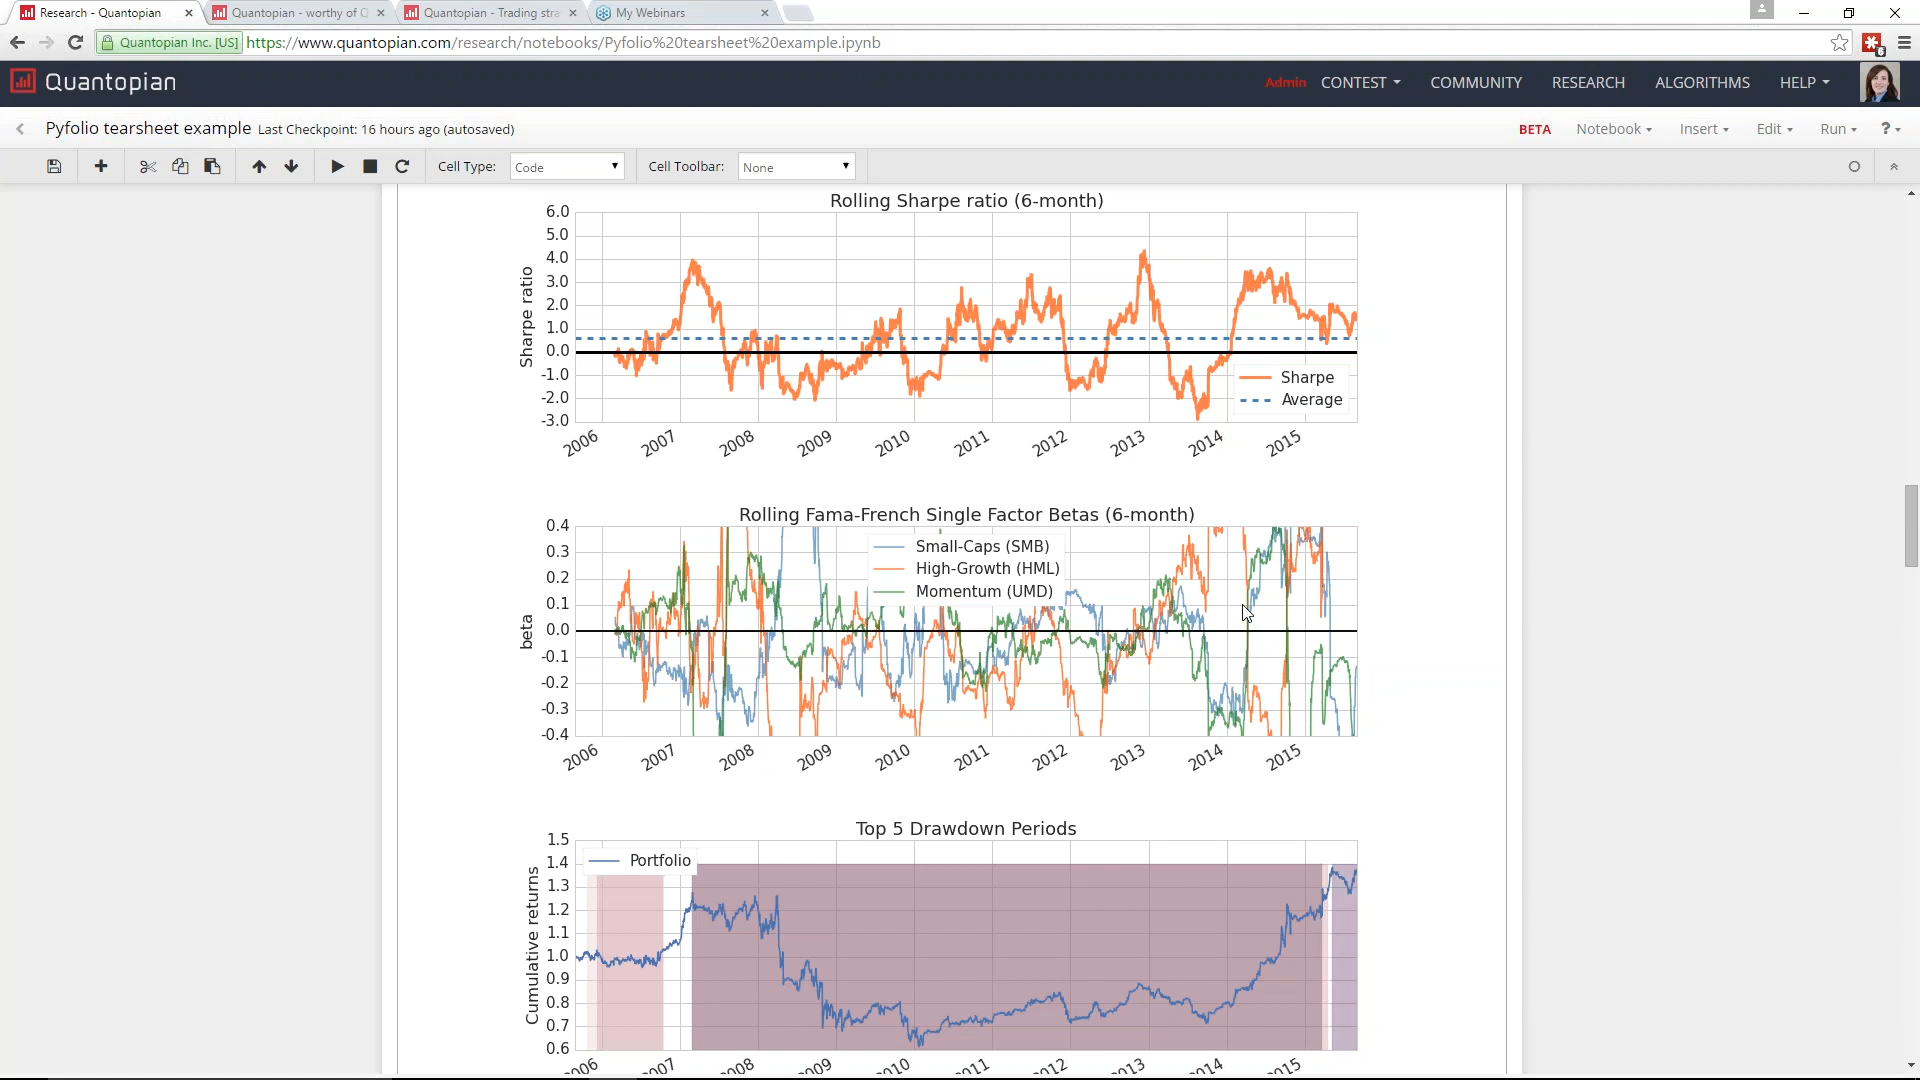 Research - Quantopian
Quantopian - worthy of Q
Quantopian - Trading stra
My Webinars
Quantopian Inc. [US] https://www.quantopian.com/research/notebooks/Pyfolio%20tearsheet%20example.ipynb
Quantopian
Admin CONTEST COMMUNITY RESEARCH ALGORITHMS HELP
Pyfolio tearsheet example Last Checkpoint: 16 hours ago (autosaved)
BETA Notebook Insert Edit Run ?
Cell Type: Code Cell Toolbar: None
Rolling Sharpe ratio (6-month)
6.0
5.0
4.0
3.0
2.0
1.0
0.0
-1.0
-2.0
-3.0
Sharpe ratio
Sharpe
Average
2006 2007 2008 2009 2010 2011 2012 2013 2014 2015
Rolling Fama-French Single Factor Betas (6-month)
0.4
0.3
0.2
0.1
0.0
-0.1
-0.2
-0.3
-0.4
beta
Small-Caps (SMB)
High-Growth (HML)
Momentum (UMD)
2006 2007 2008 2009 2010 2011 2012 2013 2014 2015
Top 5 Drawdown Periods
1.5
1.4
1.3
1.2
1.1
1.0
0.9
0.8
0.7
0.6
Cumulative returns
Portfolio